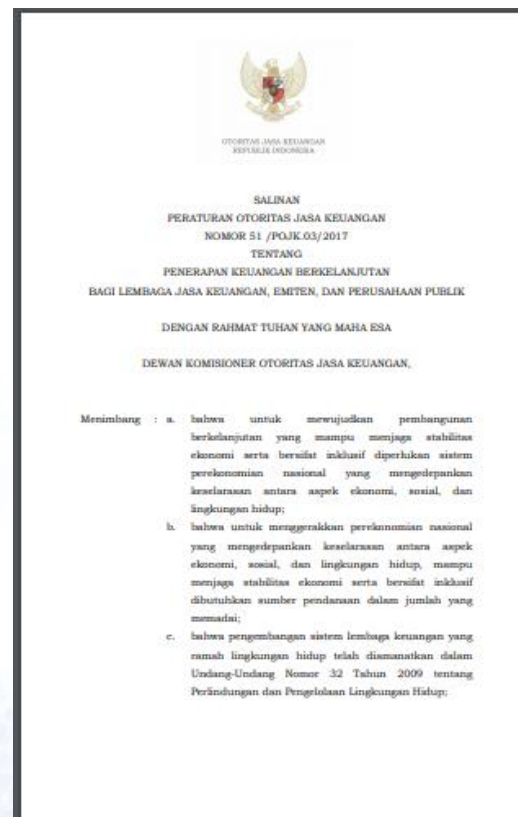 OTORITAS JASA KEUANGAN
REPUBLIK INDONESIA
SALINAN
PERATURAN OTORITAS JASA KEUANGAN
NOMOR 51 /POJK.03/2017
TENTANG
PENERAPAN KEUANGAN BERKELANJUTAN
BAGI LEMBAGA JASA KEUANGAN, EMITEN, DAN PERUSAHAAN PUBLIK
DENGAN RAHMAT TUHAN YANG MAHA ESA
DEWAN KOMISIONER OTORITAS JASA KEUANGAN,
Menimbang : a. bahwa untuk mewujudkan pembangunan
berkelanjutan yang mampu menjaga stabilitas
ekonomi serta bersifat inklusif diperlukan sistem
perekonomian nasional yang mengedepankan
keselarasan antara aspek ekonomi, sosial, dan
lingkungan hidup;
b. bahwa untuk menggerakkan perekonomian nasional
yang mengedepankan keselarasan antara aspek
ekonomi, sosial, dan lingkungan hidup, mampu
menjaga stabilitas ekonomi serta bersifat inklusif
dibutuhkan sumber pendanaan dalam jumlah yang
memadai;
c. bahwa pengembangan sistem lembaga keuangan yang
ramah lingkungan hidup telah diamanatkan dalam
Undang-Undang Nomor 32 Tahun 2009 tentang
Perlindungan dan Pengelolaan Lingkungan Hidup;